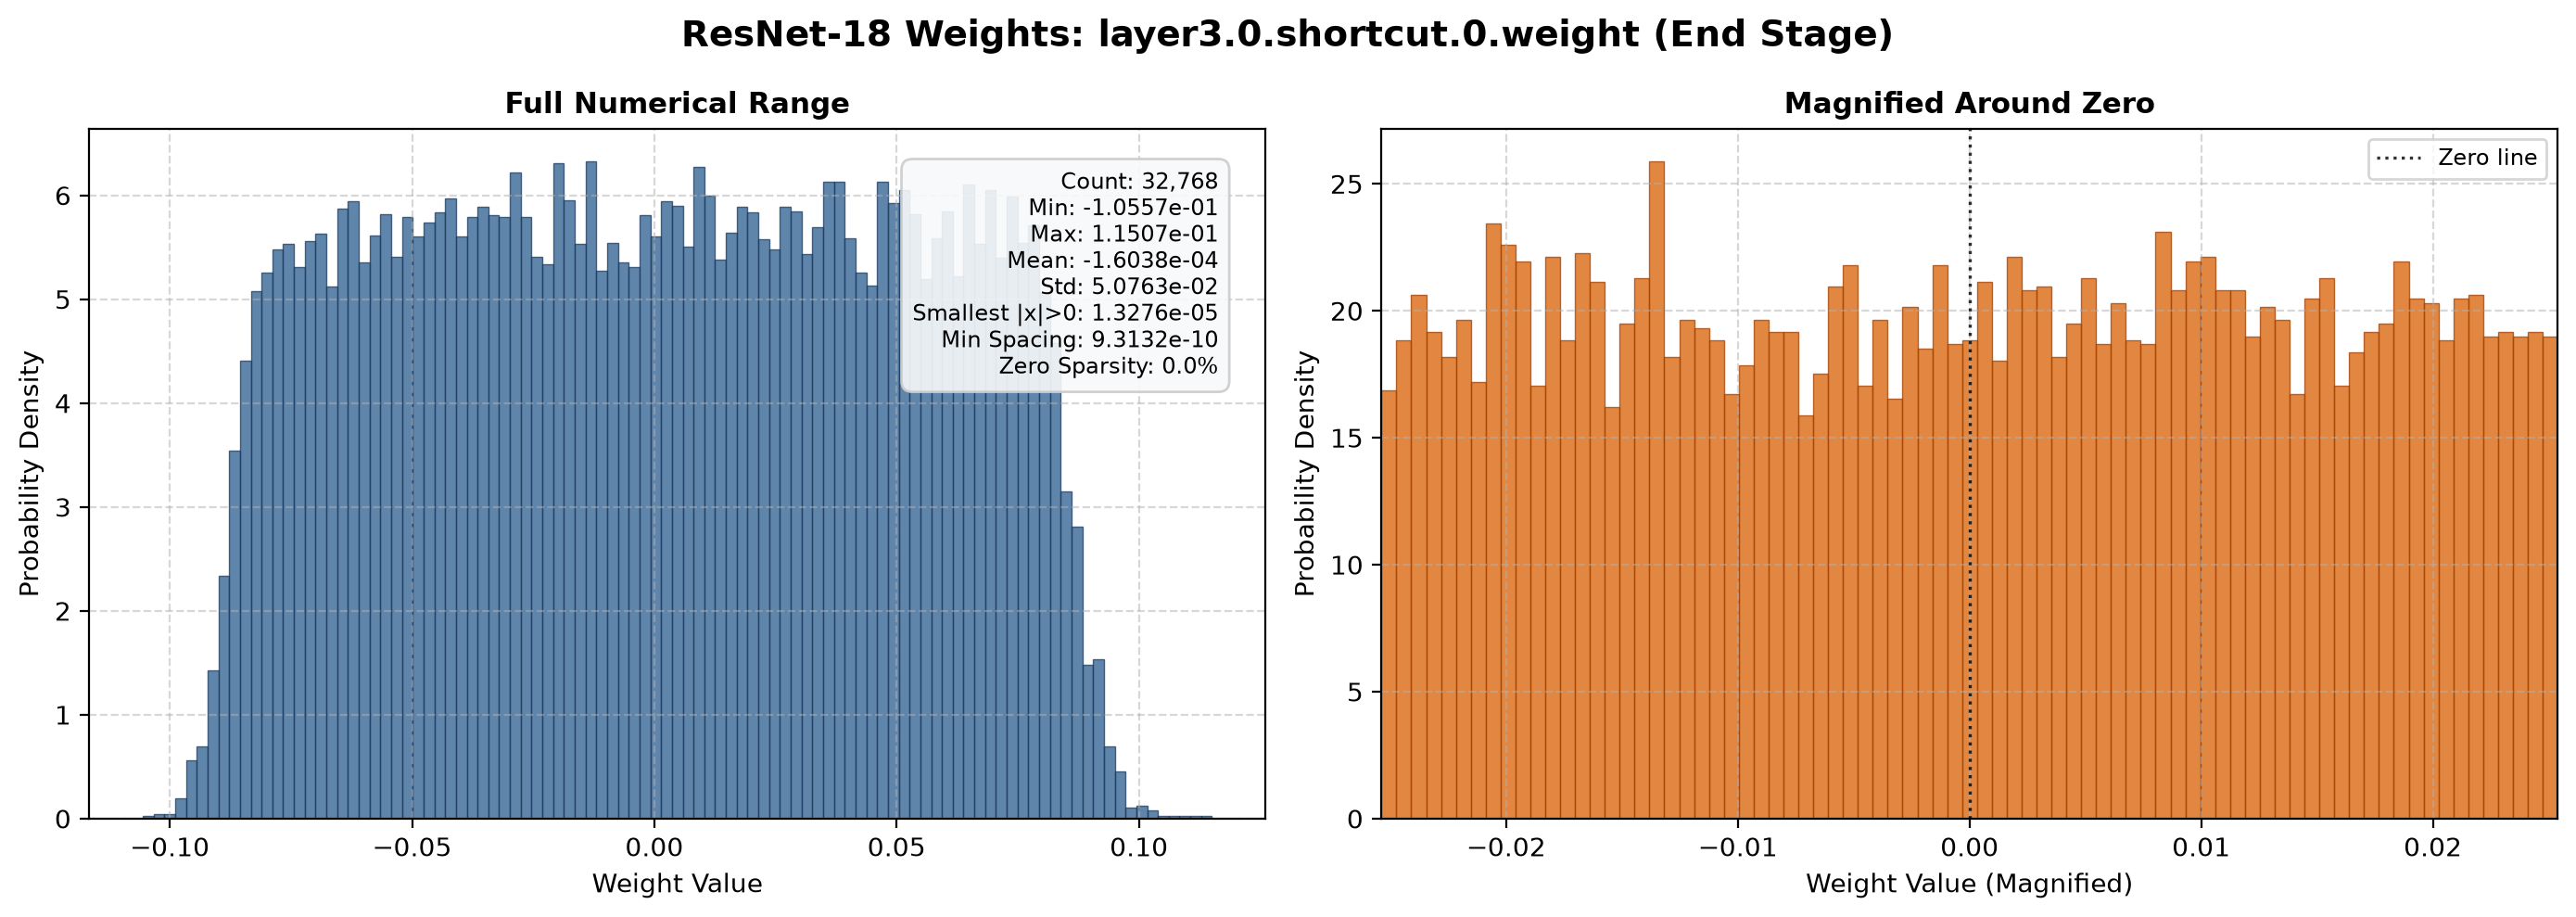 ResNet-18 Weights: layer3.0.shortcut.0.weight (End Stage)
Full Numerical Range
Probability Density
6
5
4
3
2
1
0
Count: 32,768
Min: -1.0557e-01
Max: 1.1507e-01
Mean: -1.6038e-04
Std: 5.0763e-02
Smallest |x|>0: 1.3276e-05
Min Spacing: 9.3132e-10
Zero Sparsity: 0.0%
−0.10 −0.05 0.00 0.05 0.10
Weight Value
Magnified Around Zero
Probability Density
25
20
15
10
5
0
Zero line
−0.02 −0.01 0.00 0.01 0.02
Weight Value (Magnified)